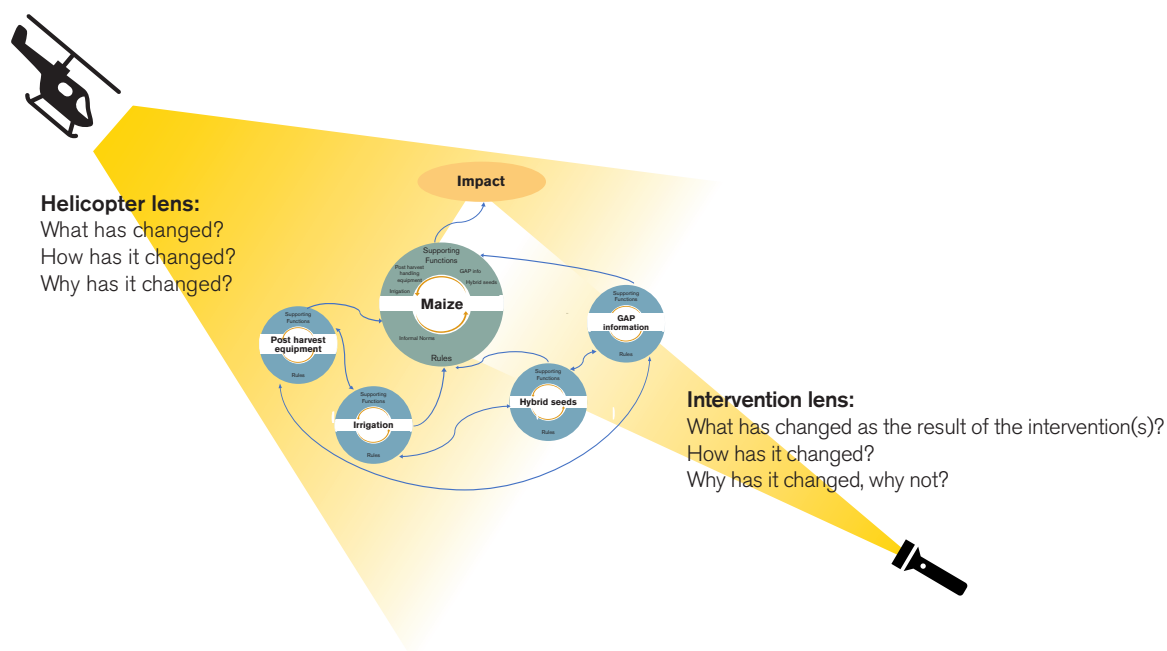 Impact
Helicopter lens:
What has changed?
How has it changed?
Why has it changed?
Supporting
Functions
Post harvest
handling
equipment
GAP info
Hybrid seeds
Irrigation
Maize
Informal Norms
Rules
Supporting
Functions
GAP
information
Rules
Supporting
Functions
Post harvest
equipment
Rules
Supporting
Functions
Hybrid seeds
Rules
Supporting
Functions
Irrigation
Rules
Intervention lens:
What has changed as the result of the intervention(s)?
How has it changed?
Why has it changed, why not?